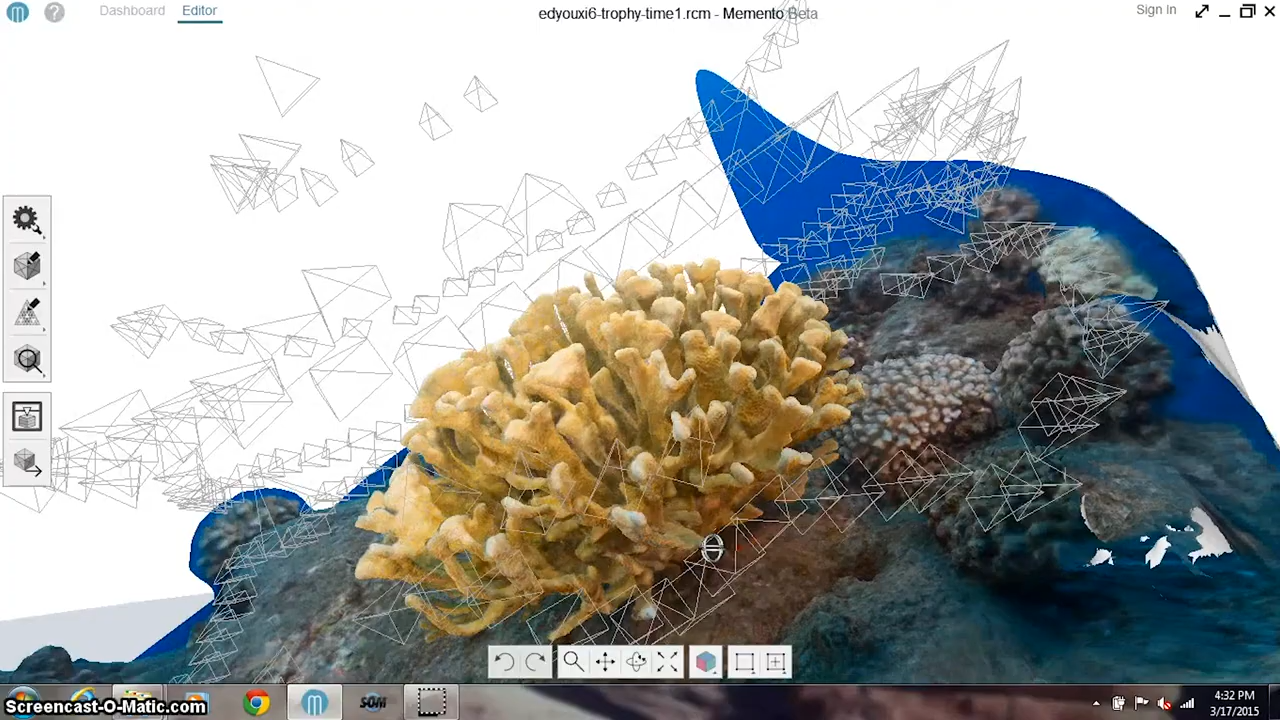 Dashboard
Editor
edyouxi6-trophy-time1.rcm - Memento Beta
Sign In
SOM
4:32 PM
3/17/2015
Screencast-O-Matic.com